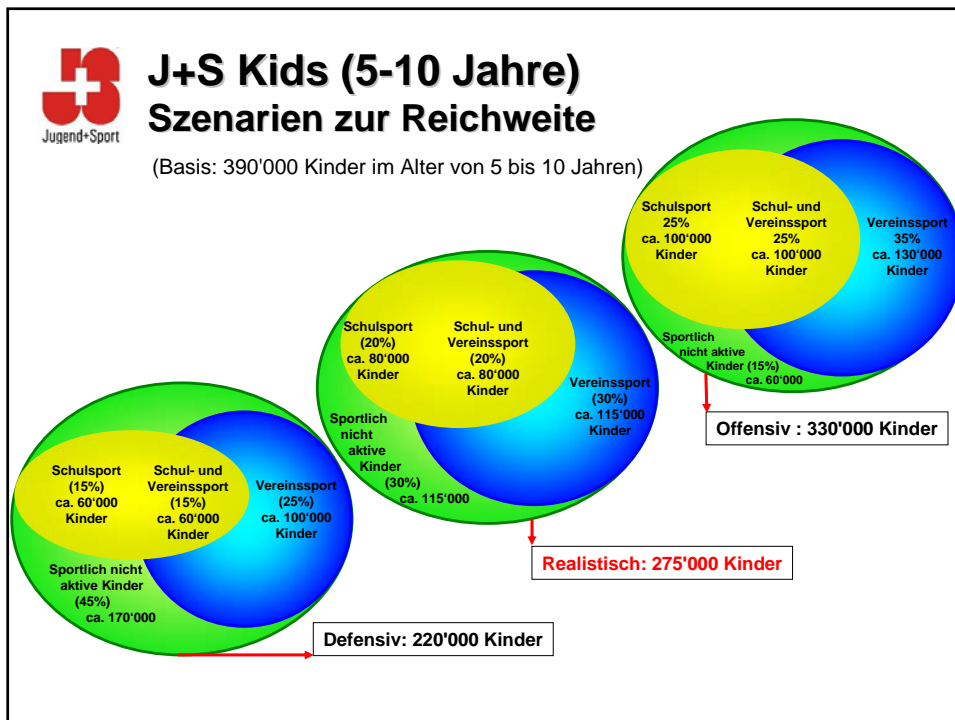 J+S Kids (5-10 Jahre)
Szenarien zur Reichweite
Jugend+Sport
(Basis: 390'000 Kinder im Alter von 5 bis 10 Jahren)
Schulsport
25%
ca. 100‘000
Kinder
Schul- und
Vereinssport
25%
ca. 100‘000
Kinder
Vereinssport
35%
ca. 130‘000
Kinder
Sportlich
nicht aktive
Kinder (15%)
ca. 60‘000
Offensiv : 330'000 Kinder
Schulsport
(20%)
ca. 80‘000
Kinder
Schul- und
Vereinssport
(20%)
ca. 80‘000
Kinder
Vereinssport
(30%)
ca. 115‘000
Kinder
Sportlich
nicht
aktive
Kinder
(30%)
ca. 115‘000
Realistisch: 275'000 Kinder
Schulsport
(15%)
ca. 60‘000
Kinder
Schul- und
Vereinssport
(15%)
ca. 60‘000
Kinder
Vereinssport
(25%)
ca. 100‘000
Kinder
Sportlich nicht
aktive Kinder
(45%)
ca. 170‘000
Defensiv: 220'000 Kinder